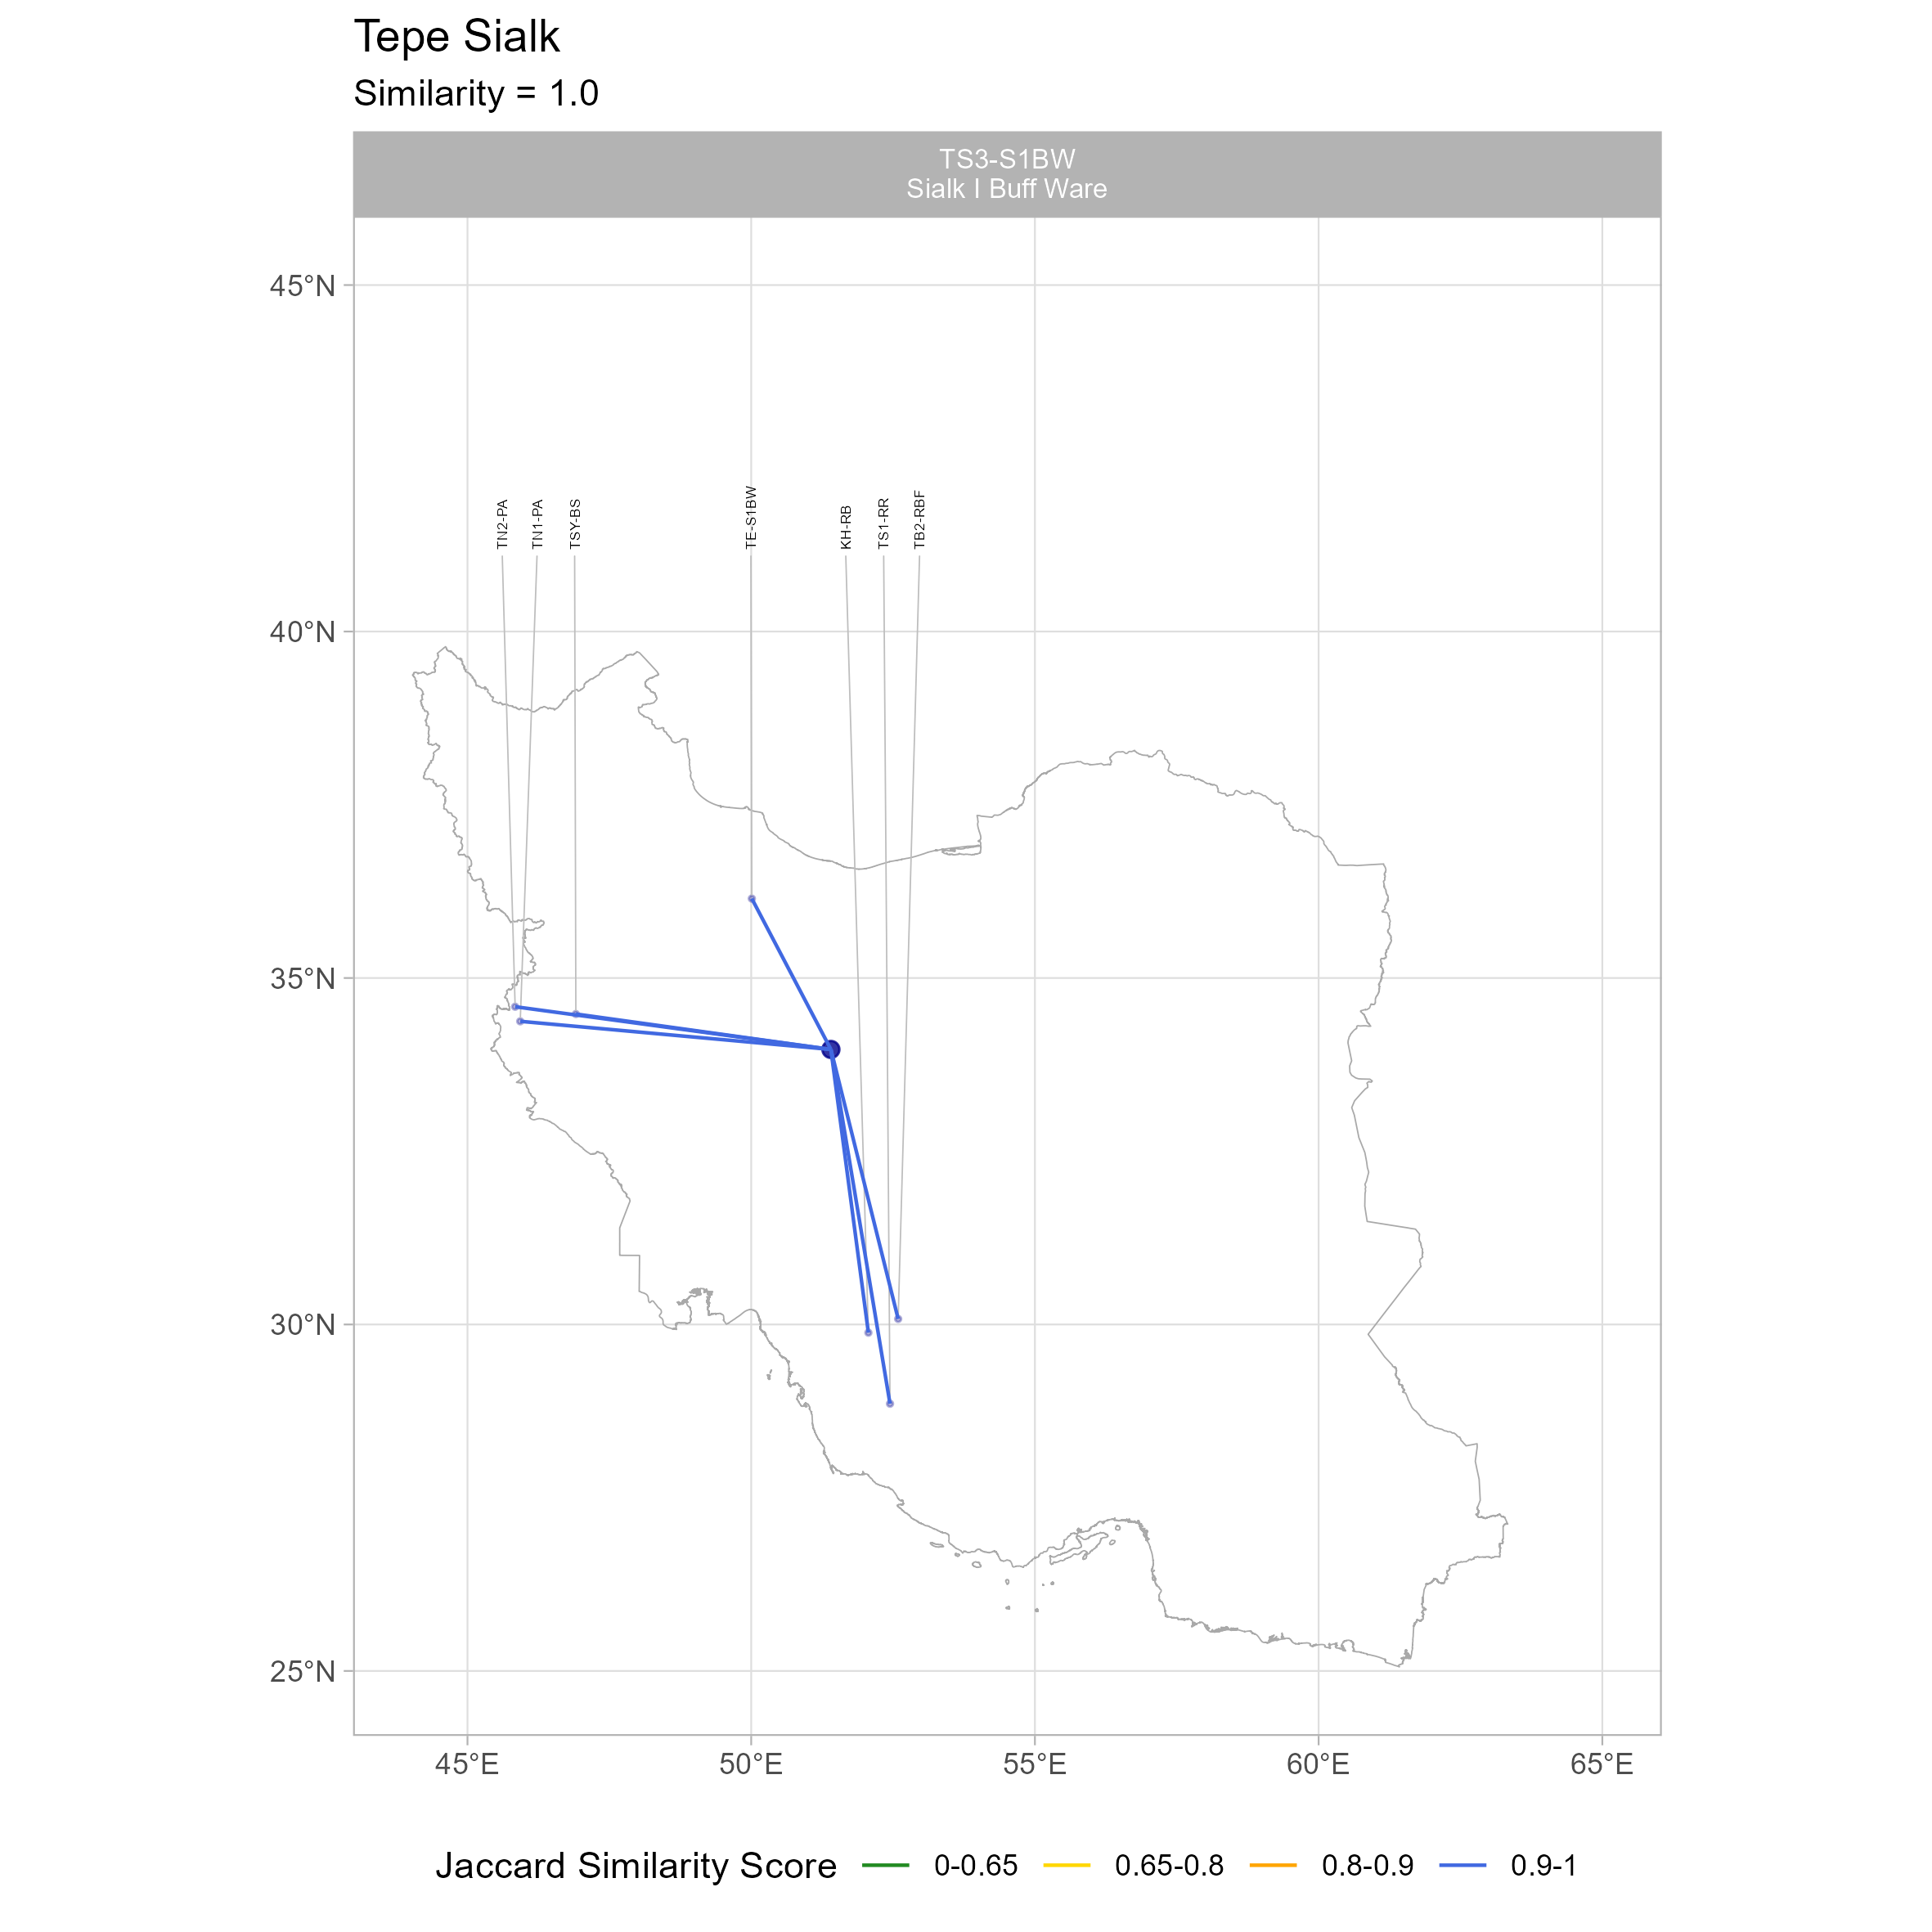 Tepe Sialk
Similarity = 1.0
TS3-S1BW
Sialk I Buff Ware
45°N
40°N
35°N
30°N
25°N
TN2-PA
TN1-PA
TSY-BS
TE-S1BW
KH-RB
TS1-RR
TB2-RBF
45°E
50°E
55°E
60°E
65°E
Jaccard Similarity Score 0-0.65 0.65-0.8 0.8-0.9 0.9-1